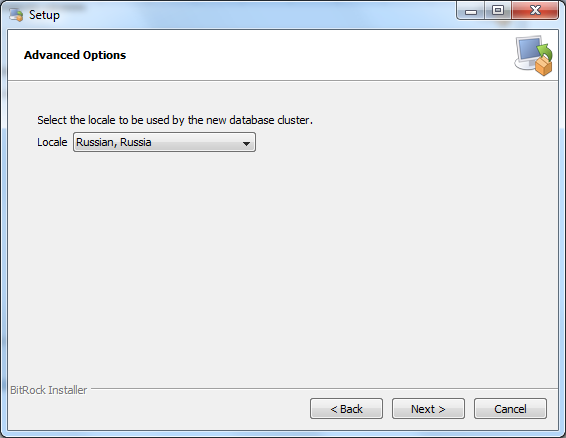 Setup
Advanced Options
Select the locale to be used by the new database cluster.
Locale Russian, Russia
BitRock Installer
< Back Next > Cancel